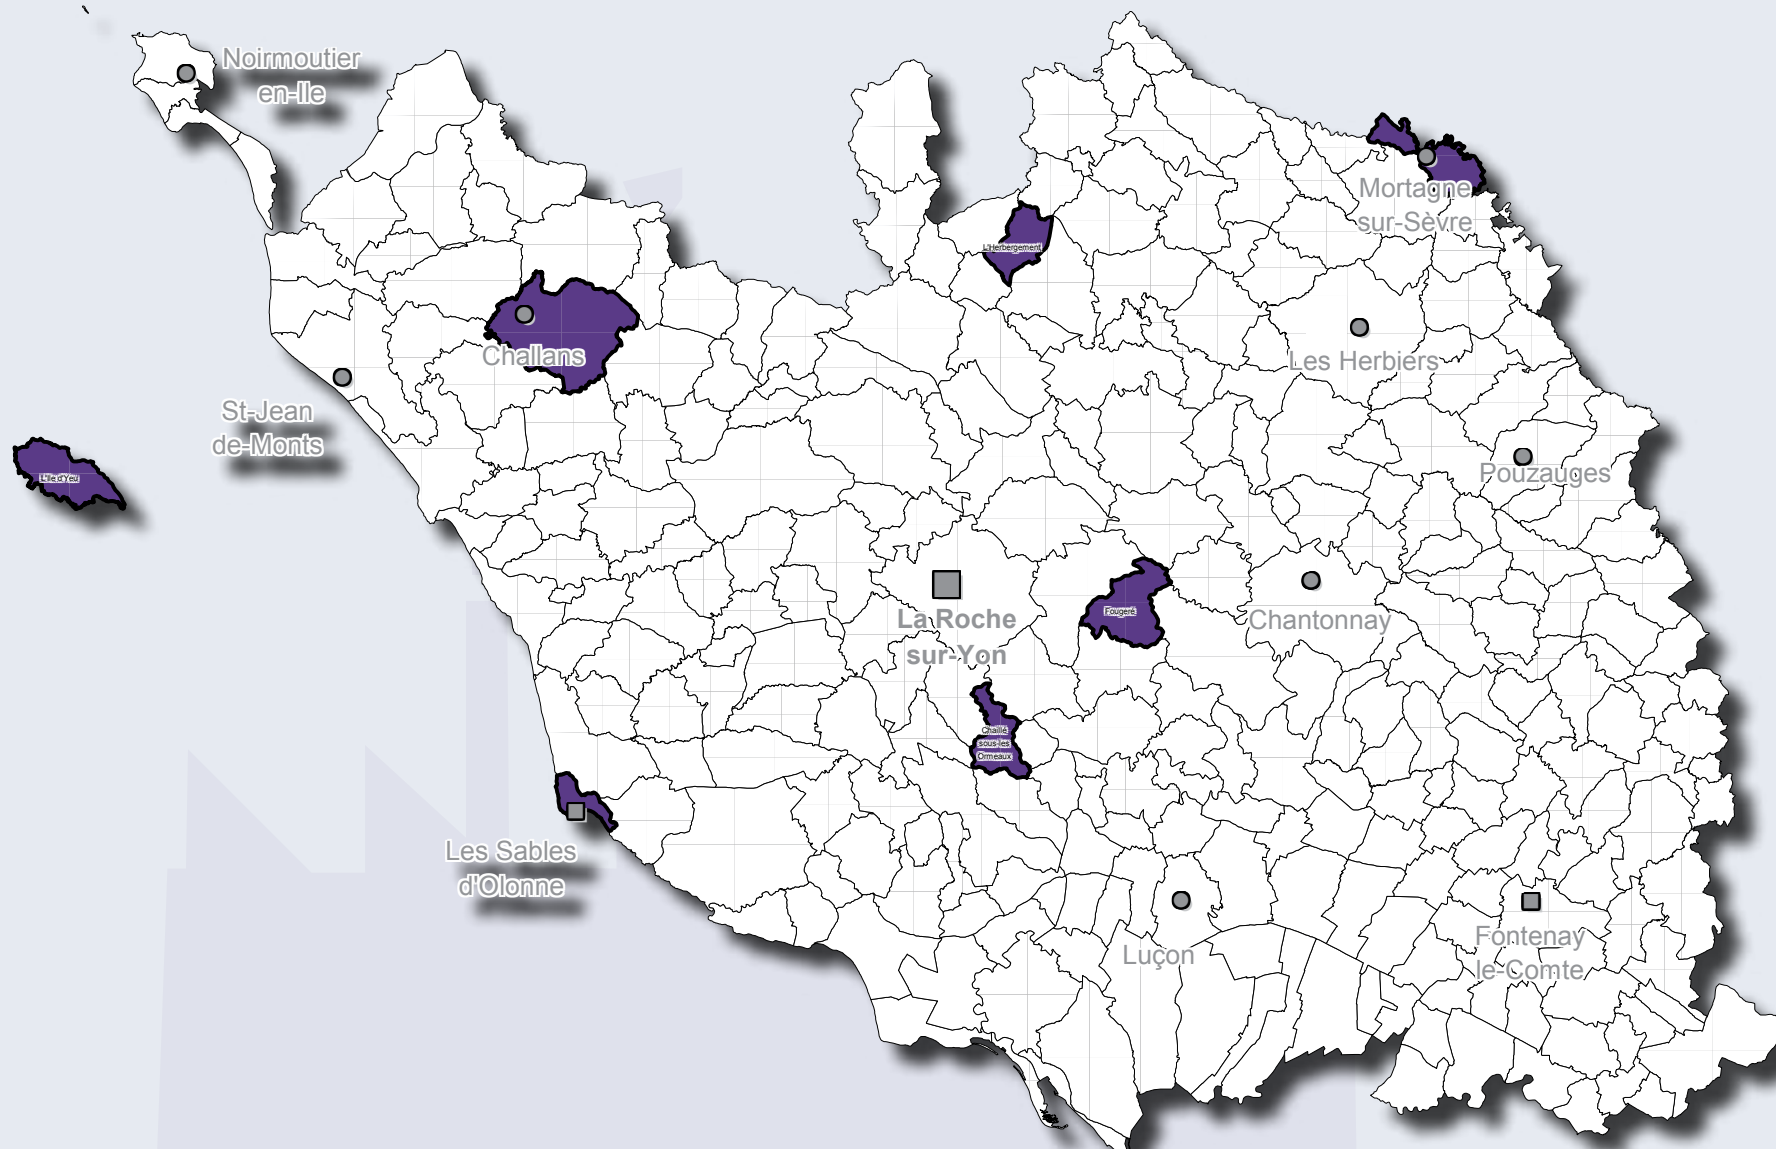 Noirmoutier
en-Ile
Mortagne
sur-Sèvre
L'Herbergement
Challans
Les Herbiers
St-Jean
de-Monts
L'Ile d'Yeu
Pouzauges
La Roche
sur-Yon
Fougeré
Chantonnay
Chaillé
sous-les
Ormeaux
Les Sables
d'Olonne
Luçon
Fontenay
le-Comte